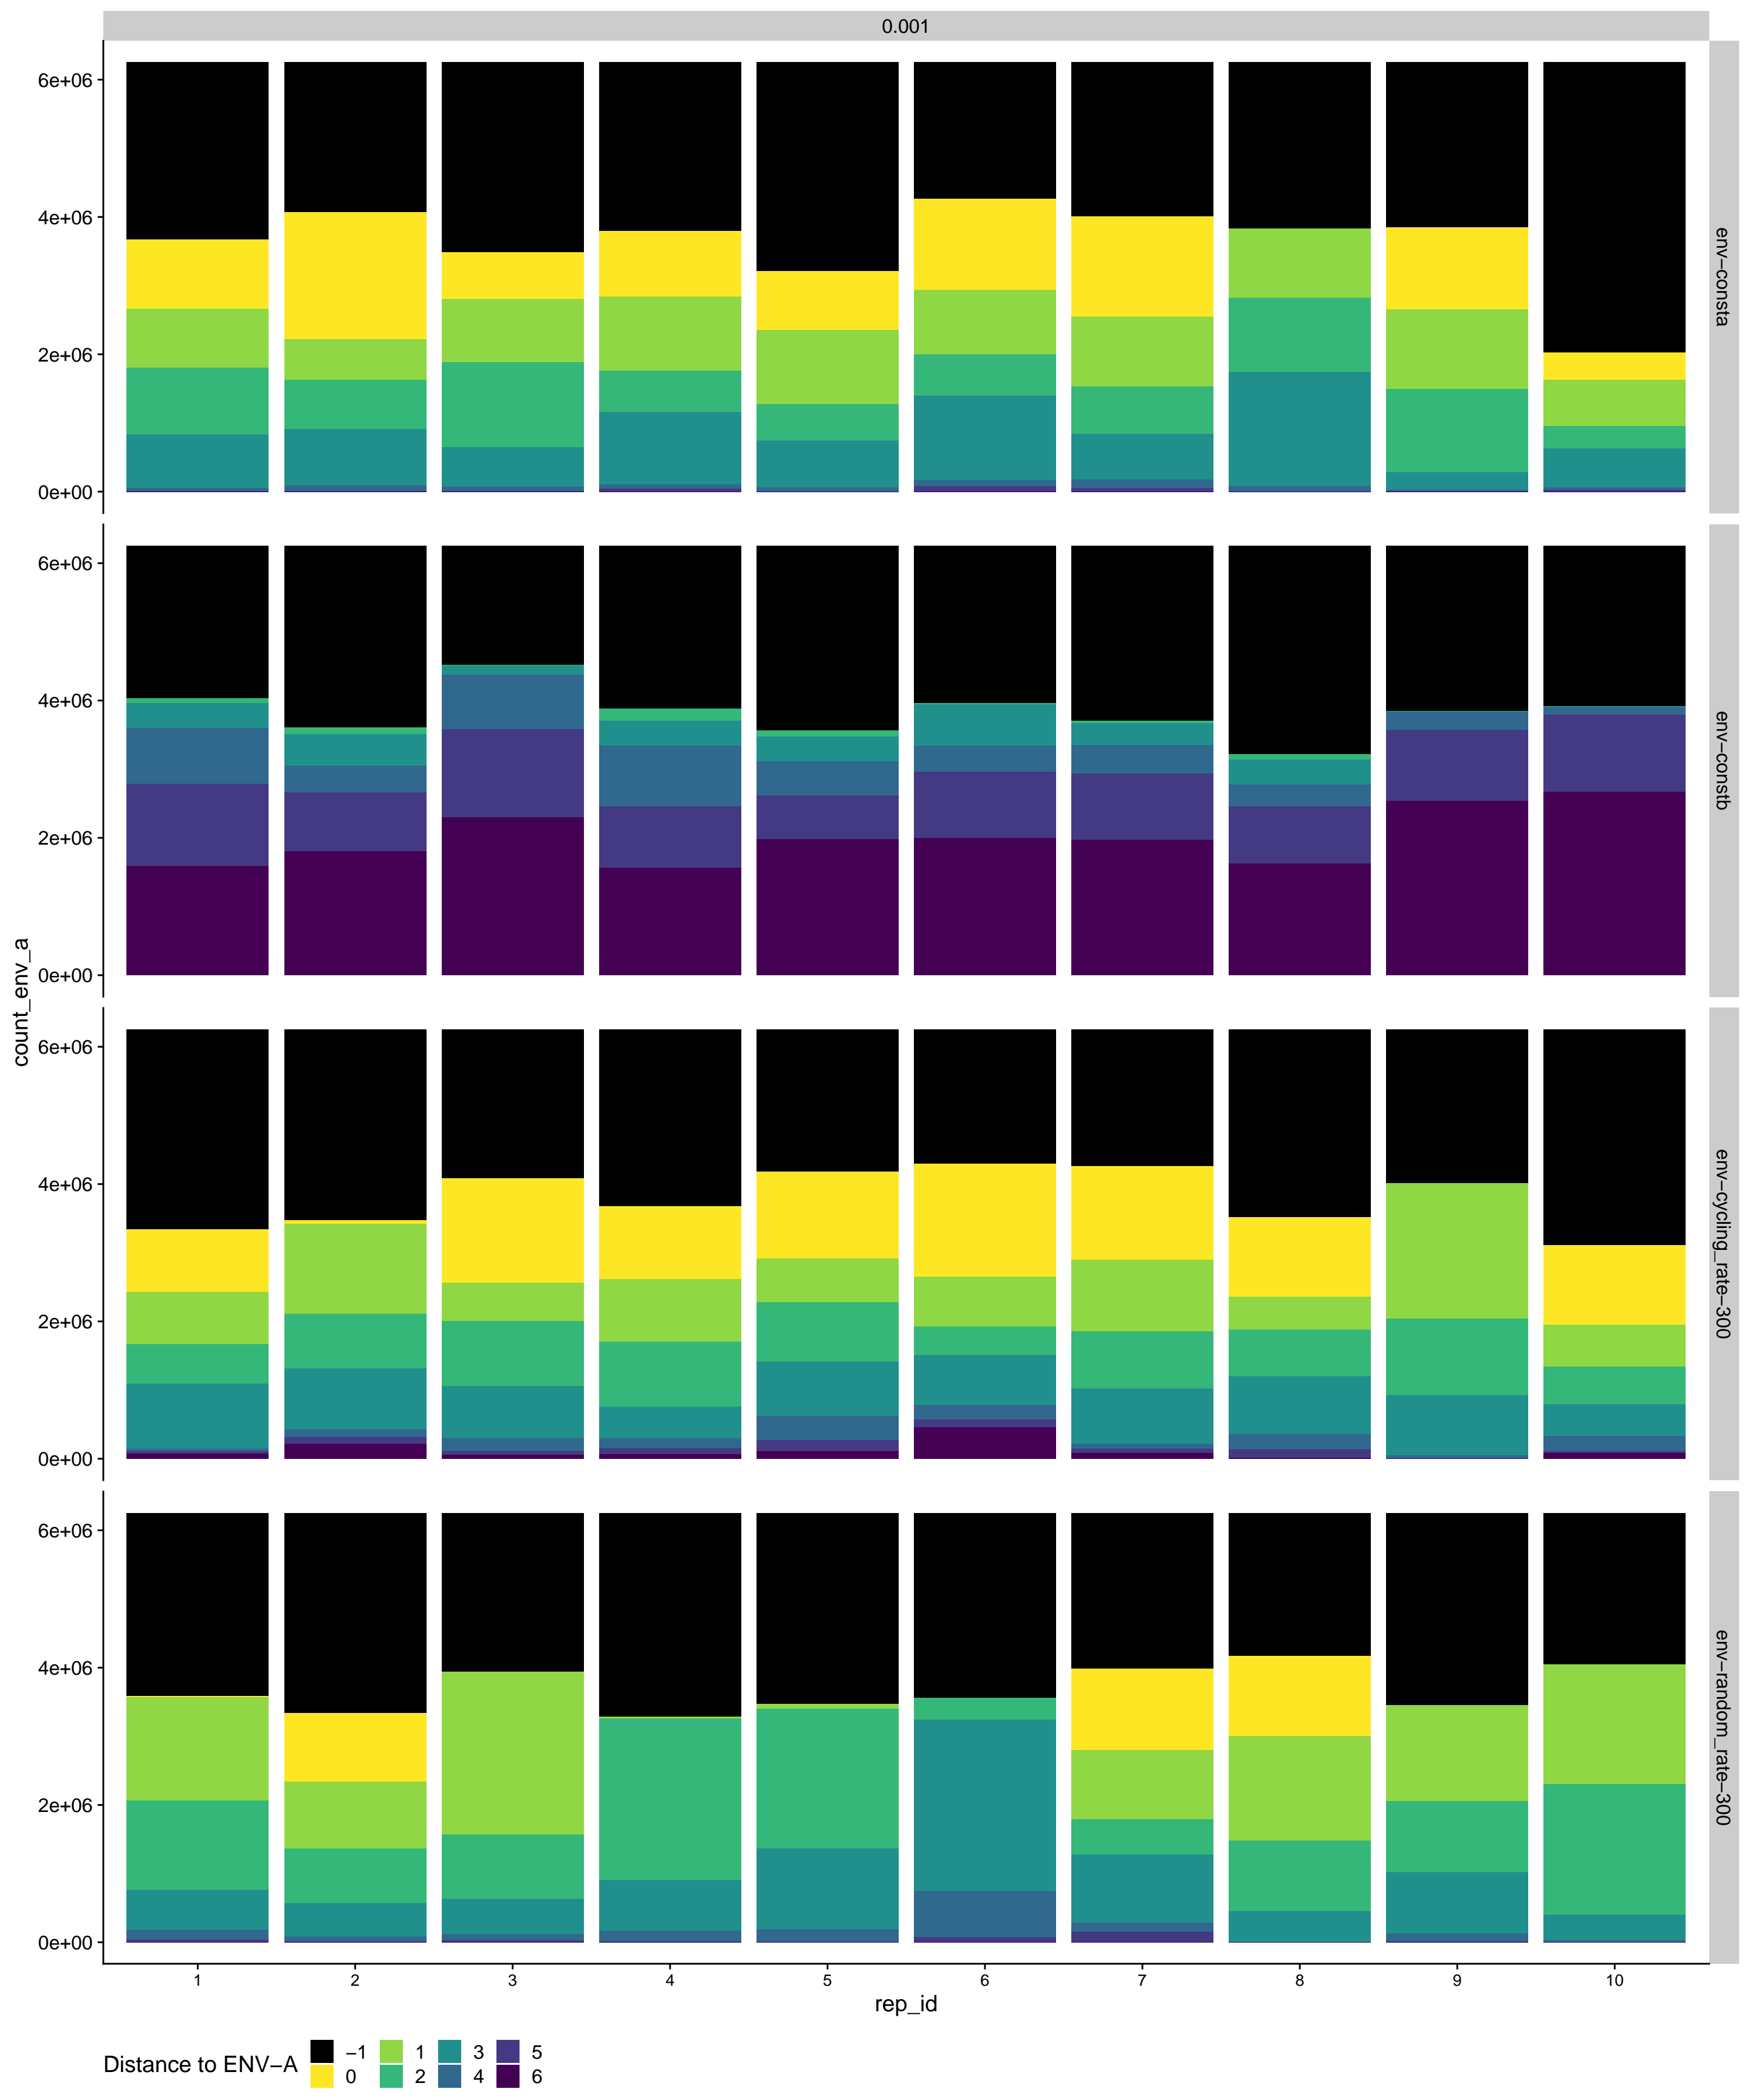 0.001
count_env_a
6e+06
4e+06
2e+06
0e+00
env−consta
6e+06
4e+06
2e+06
0e+00
env−constb
6e+06
4e+06
2e+06
0e+00
env−cycling_rate−300
6e+06
4e+06
2e+06
0e+00
env−random_rate−300
1 2 3 4 5 6 7 8 9 10
rep_id
Distance to ENV−A
−1 1 3 5
0 2 4 6